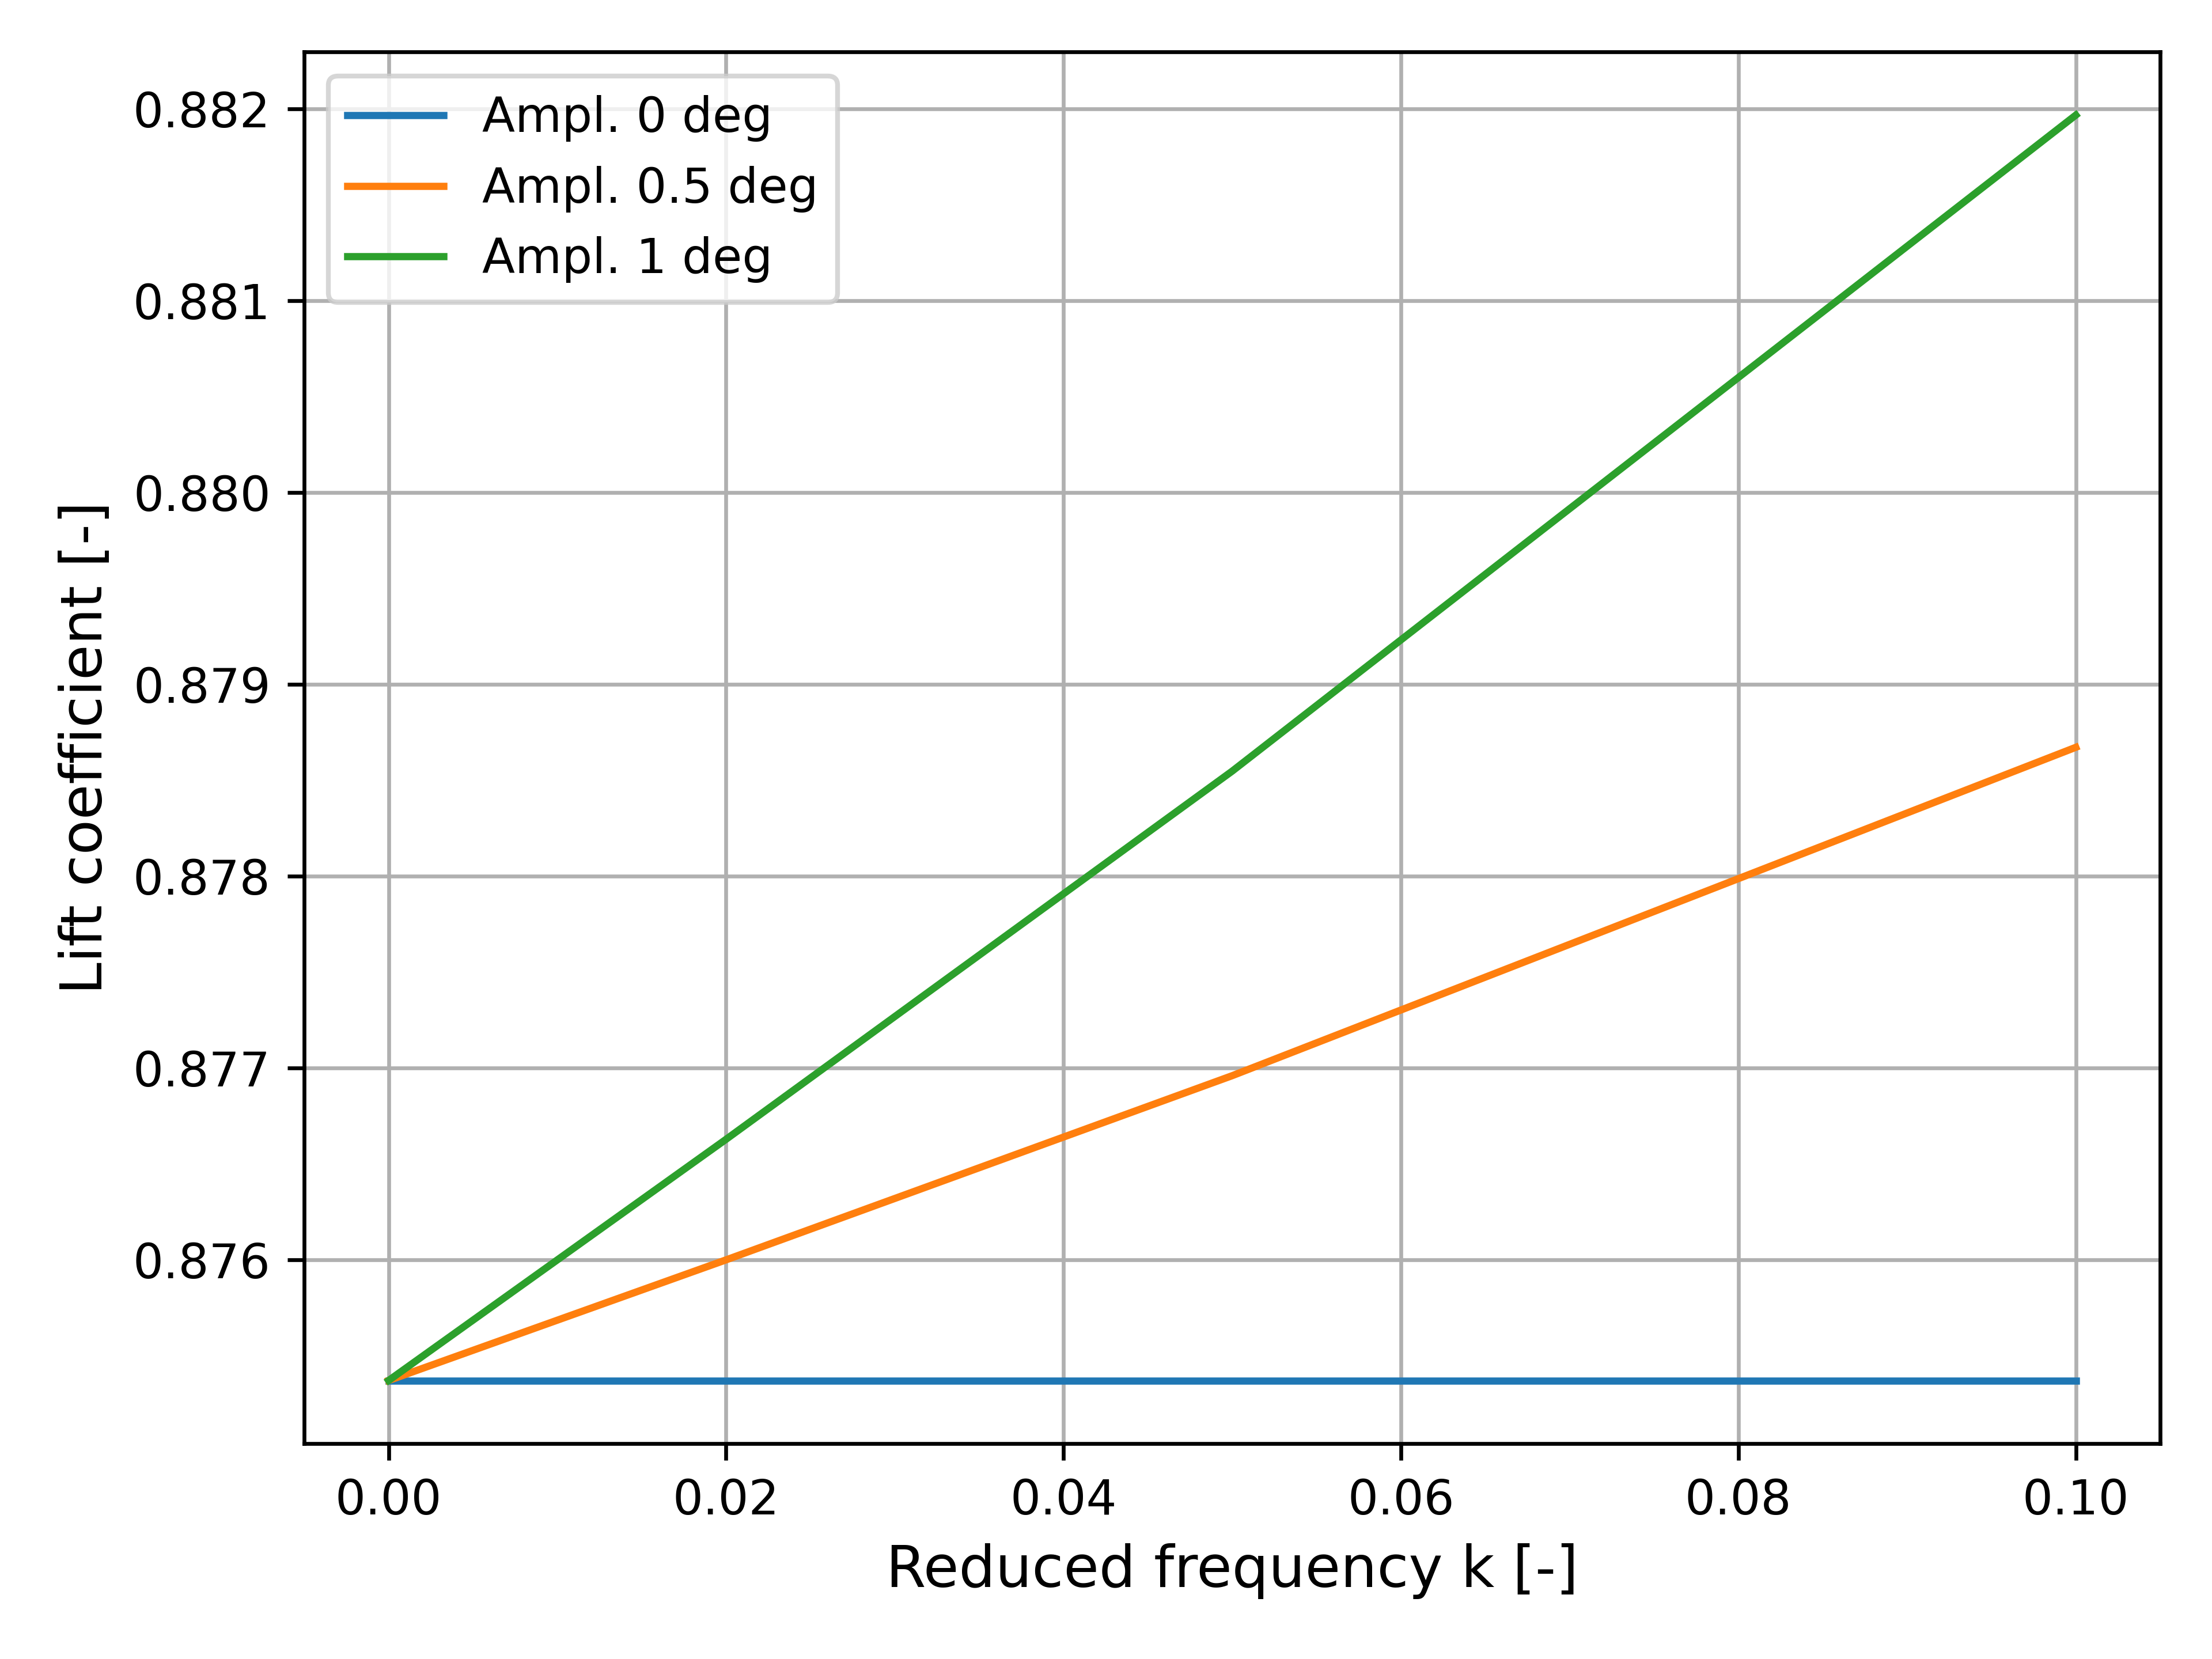 Ampl. 0 deg
Ampl. 0.5 deg
Ampl. 1 deg
0.882
0.881
0.880
0.879
0.878
0.877
0.876
Lift coefficient [-]
0.00 0.02 0.04 0.06 0.08 0.10
Reduced frequency k [-]